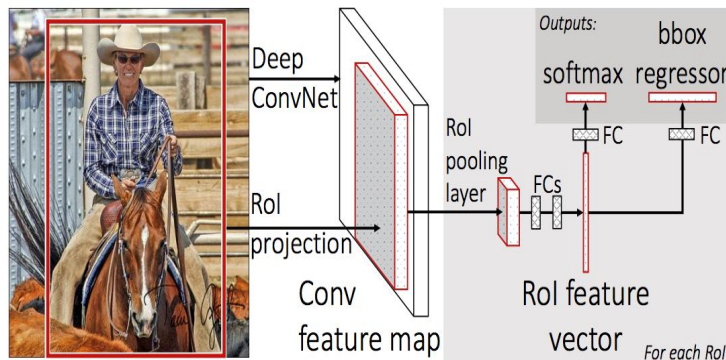 Outputs:
bbox
softmax regressor
Deep
ConvNet
FC
FC
RoI
pooling
layer
FCs
RoI
projection
Conv
feature map
RoI feature
vector
For each RoI